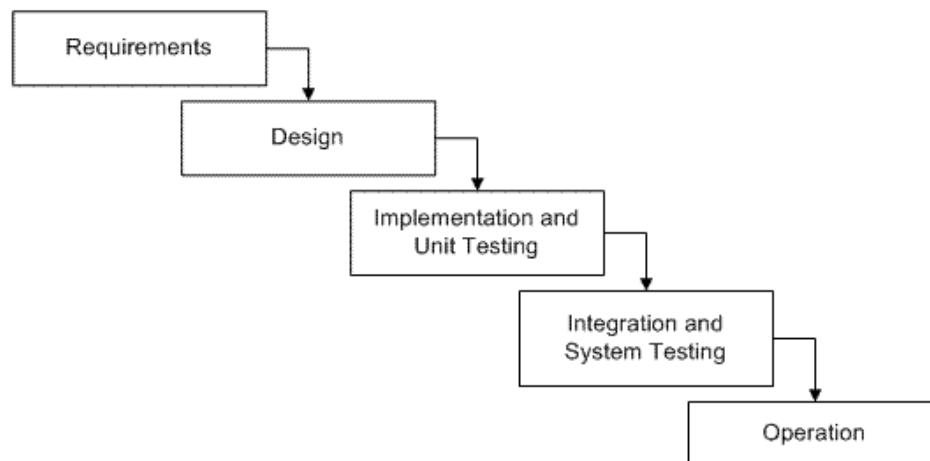 Requirements
Design
Implementation and
Unit Testing
Integration and
System Testing
Operation